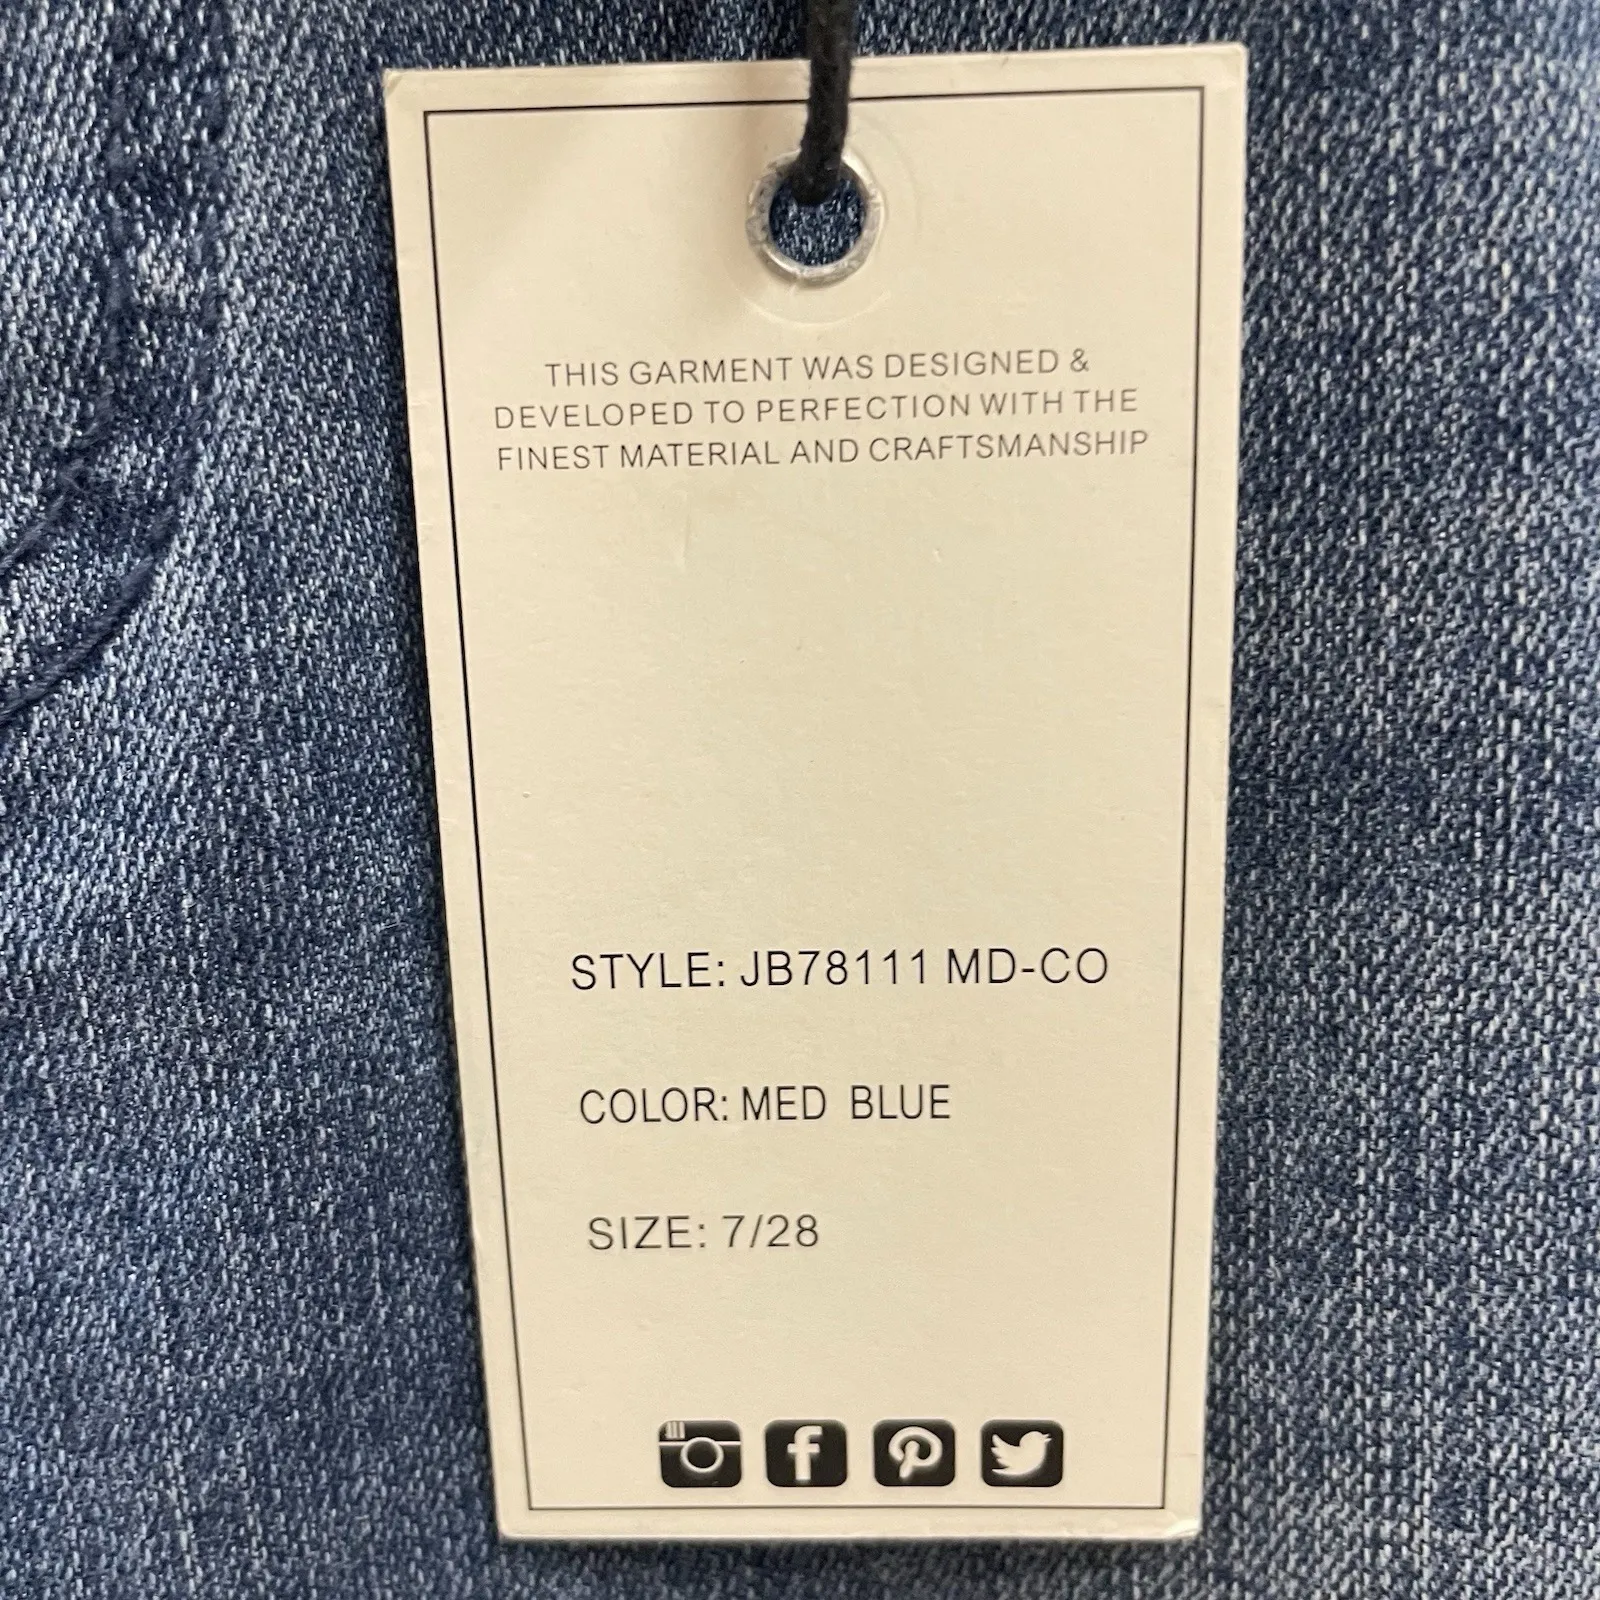 THIS GARMENT WAS DESIGNED &
DEVELOPED TO PERFECTION WITH THE
FINEST MATERIAL AND CRAFTSMANSHIP
STYLE: JB78111 MD-CO
COLOR: MED BLUE
SIZE: 7/28